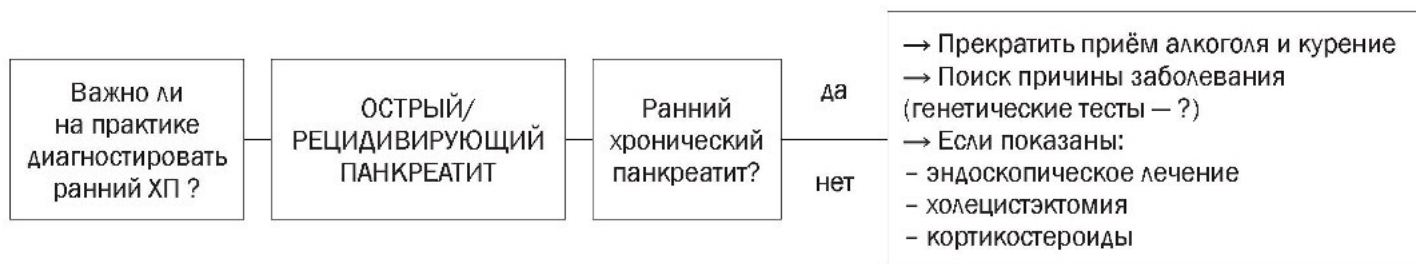 Важно ли
на практике
диагностировать
ранний ХП ?
ОСТРЫЙ/
РЕЦИДИВИРУЮЩИЙ
ПАНКРЕАТИТ
Ранний
хронический
панкреатит?
да
нет
→ Прекратить приём алкоголя и курение
→ Поиск причины заболевания
(генетические тесты — ?)
→ Если показаны:
– эндоскопическое лечение
– холецистэктомия
– кортикостероиды